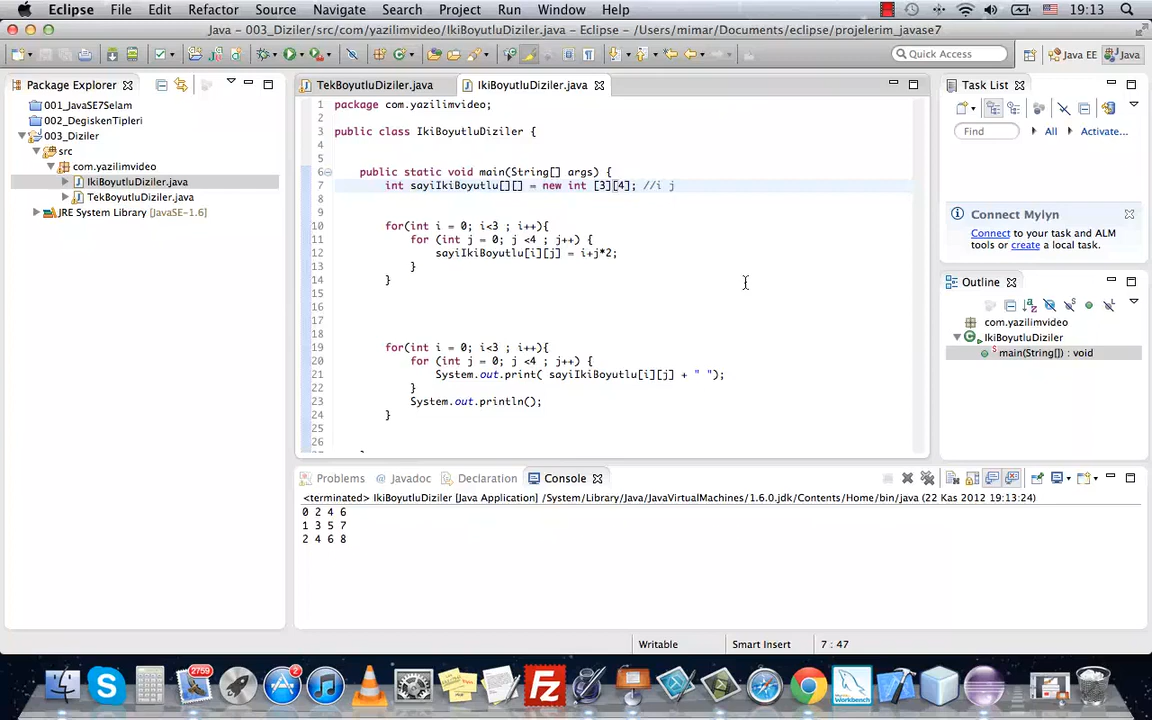 Eclipse File Edit Refactor Source Navigate Search Project Run Window Help 19:13
Java – 003_Diziler/src/com/yazilimvideo/IkiBoyutluDiziler.java – Eclipse – /Users/mimar/Documents/eclipse/projelerim_javase7
Quick Access Java EE Java
Package Explorer
001_JavaSE7Selam
002_DegiskenTipleri
003_Diziler
src
com.yazilimvideo
IkiBoyutluDiziler.java
TekBoyutluDiziler.java
JRE System Library [JavaSE-1.6]
TekBoyutluDiziler.java IkiBoyutluDiziler.java
1 package com.yazilimvideo;
2
3 public class IkiBoyutluDiziler {
4
5
6 public static void main(String[] args) {
7 int sayiIkiBoyutlu[][] = new int [3][4]; //i j
8
9
10 for(int i = 0; i<3 ; i++){
11 for (int j = 0; j <4 ; j++) {
12 sayiIkiBoyutlu[i][j] = i+j*2;
13 }
14 }
15
16
17
18
19 for(int i = 0; i<3 ; i++){
20 for (int j = 0; j <4 ; j++) {
21 System.out.print( sayiIkiBoyutlu[i][j] + " ");
22 }
23 System.out.println();
24 }
25
26
Task List
Find All Activate...
Connect Mylyn
Connect to your task and ALM
tools or create a local task.
Outline
com.yazilimvideo
IkiBoyutluDiziler
main(String[]) : void
Problems @ Javadoc Declaration Console
<terminated> IkiBoyutluDiziler [Java Application] /System/Library/Java/JavaVirtualMachines/1.6.0.jdk/Contents/Home/bin/java (22 Kas 2012 19:13:24)
0 2 4 6
1 3 5 7
2 4 6 8
Writable Smart Insert 7 : 47
2759
2
MySQL
Workbench